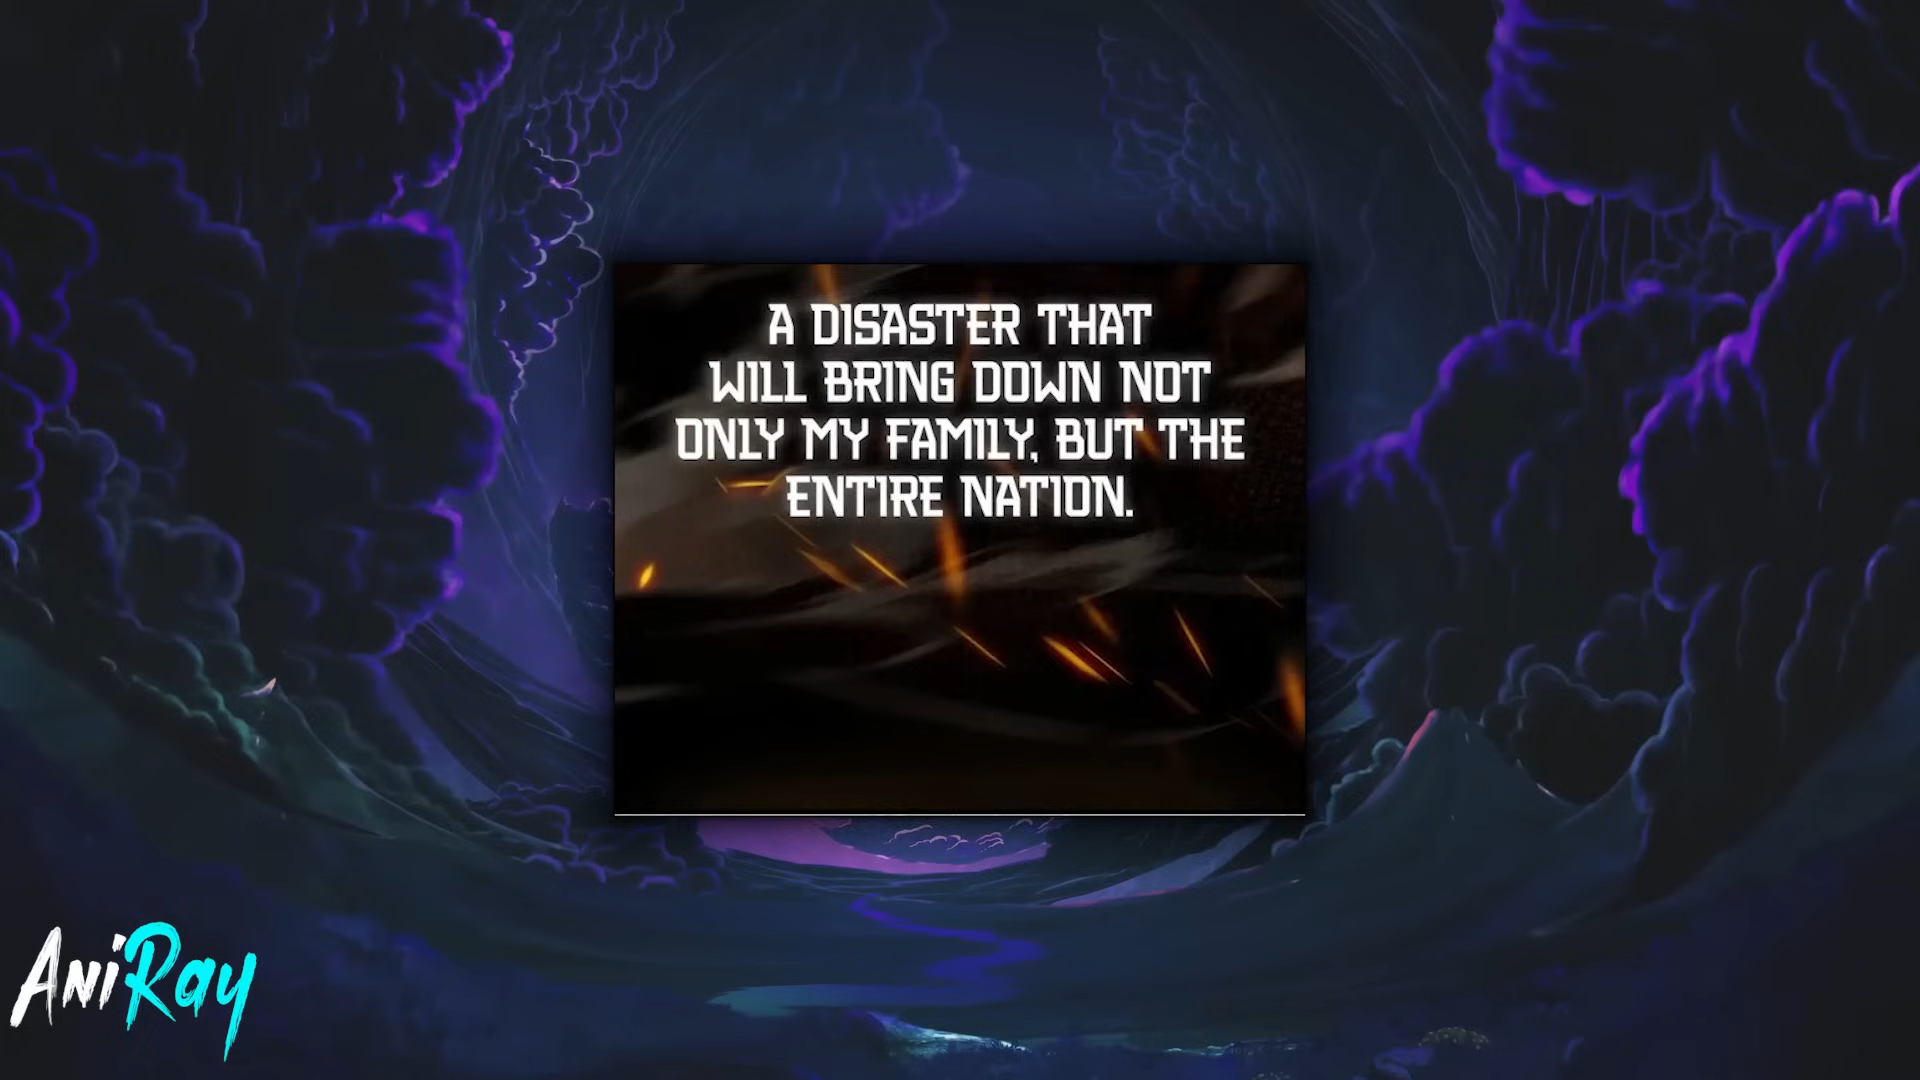 A DISASTER THAT
WILL BRING DOWN NOT
ONLY MY FAMILY, BUT THE
ENTIRE NATION.
AniRay